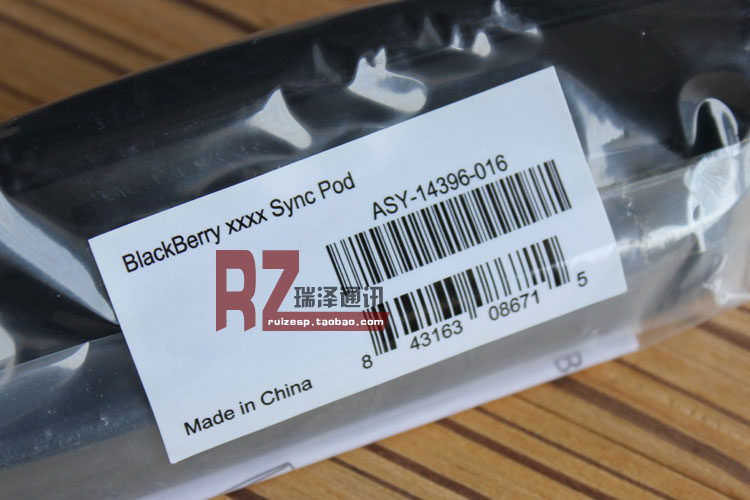 BlackBerry xxxx Sync Pod
ASY-14396-016
RZ
瑞泽通讯
ruizesp.taobao.com
8 43163 08671 5
Made in China
B